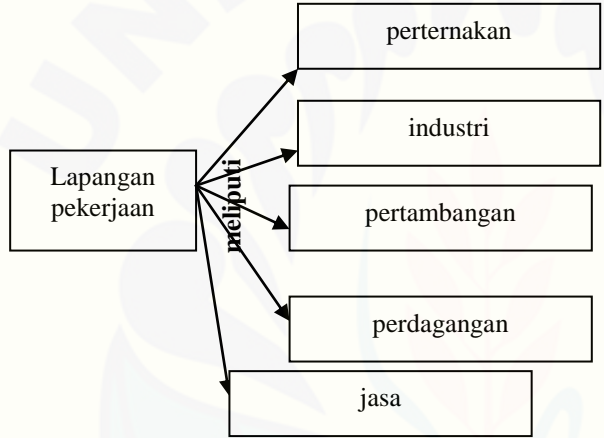 perternakan
industri
Lapangan
pekerjaan
meliputi
pertambangan
perdagangan
jasa